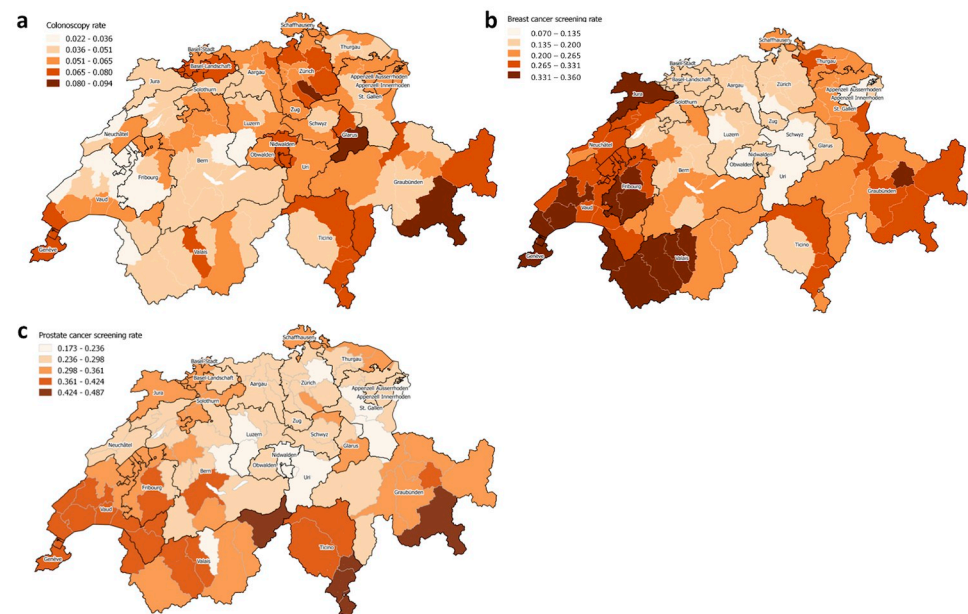 a
Colonoscopy rate
0.022 - 0.036
0.036 - 0.051
0.051 - 0.065
0.065 - 0.080
0.080 - 0.094
Schaffhausen
Basel-Stadt
Basel-Landschaft
Thurgau
Jura
Aargau
Zürich
Appenzell Ausserrhoden
Appenzell Innerrhoden
Solothurn
St. Gallen
Zug
Luzern
Schwyz
Neuchâtel
Nidwalden
Glarus
Bern
Obwalden
Fribourg
Uri
Graubünden
Vaud
Genève
Valais
Ticino
b
Breast cancer screening rate
0.070 - 0.135
0.135 - 0.200
0.200 - 0.265
0.265 - 0.331
0.331 - 0.360
Schaffhausen
Basel-Stadt
Thurgau
Basel-Landschaft
Jura
Aargau
Zürich
Appenzell Ausserrhoden
Appenzell Innerrhoden
Solothurn
St. Gallen
Zug
Luzern
Schwyz
Neuchâtel
Nidwalden
Glarus
Obwalden
Bern
Uri
Fribourg
Graubünden
Vaud
Ticino
Genève
Valais
c
Prostate cancer screening rate
0.173 - 0.236
0.236 - 0.298
0.298 - 0.361
0.361 - 0.424
0.424 - 0.487
Schaffhausen
Basel-Stadt
Thurgau
Basel-Landschaft
Jura
Aargau
Zürich
Appenzell Ausserrhoden
Appenzell Innerrhoden
Solothurn
St. Gallen
Zug
Luzern
Schwyz
Neuchâtel
Nidwalden
Glarus
Obwalden
Bern
Uri
Fribourg
Graubünden
Vaud
Ticino
Genève
Valais